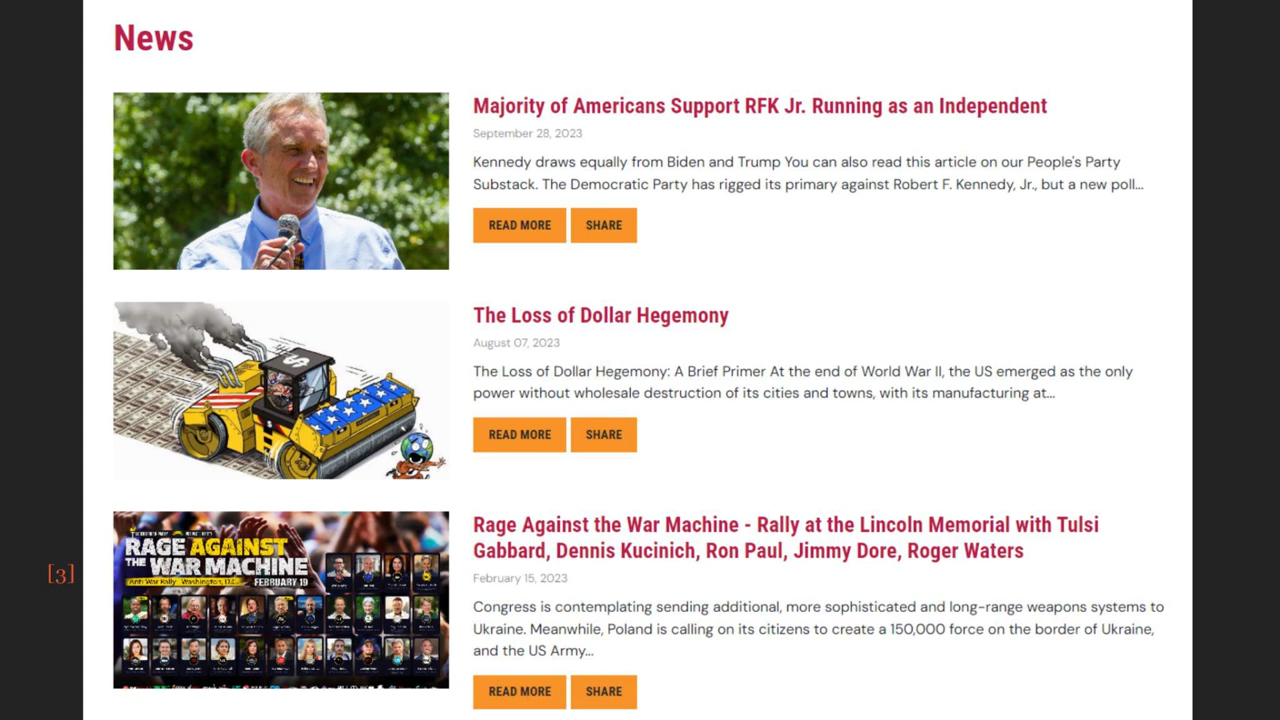 News
Majority of Americans Support RFK Jr. Running as an Independent
September 28, 2023
Kennedy draws equally from Biden and Trump You can also read this article on our People's Party
Substack. The Democratic Party has rigged its primary against Robert F. Kennedy, Jr., but a new poll...
READ MORE
SHARE
$
The Loss of Dollar Hegemony
August 07, 2023
The Loss of Dollar Hegemony: A Brief Primer At the end of World War II, the US emerged as the only
power without wholesale destruction of its cities and towns, with its manufacturing at...
READ MORE
SHARE
[3]
RAGE AGAINST
THE WAR MACHINE
Anti War Rally Washington,
FEBRUARY 19
Rage Against the War Machine - Rally at the Lincoln Memorial with Tulsi
Gabbard, Dennis Kucinich, Ron Paul, Jimmy Dore, Roger Waters
February 15, 2023
Congress is contemplating sending additional, more sophisticated and long-range weapons systems to
Ukraine. Meanwhile, Poland is calling on its citizens to create a 150,000 force on the border of Ukraine,
and the US Army...
READ MORE
SHARE